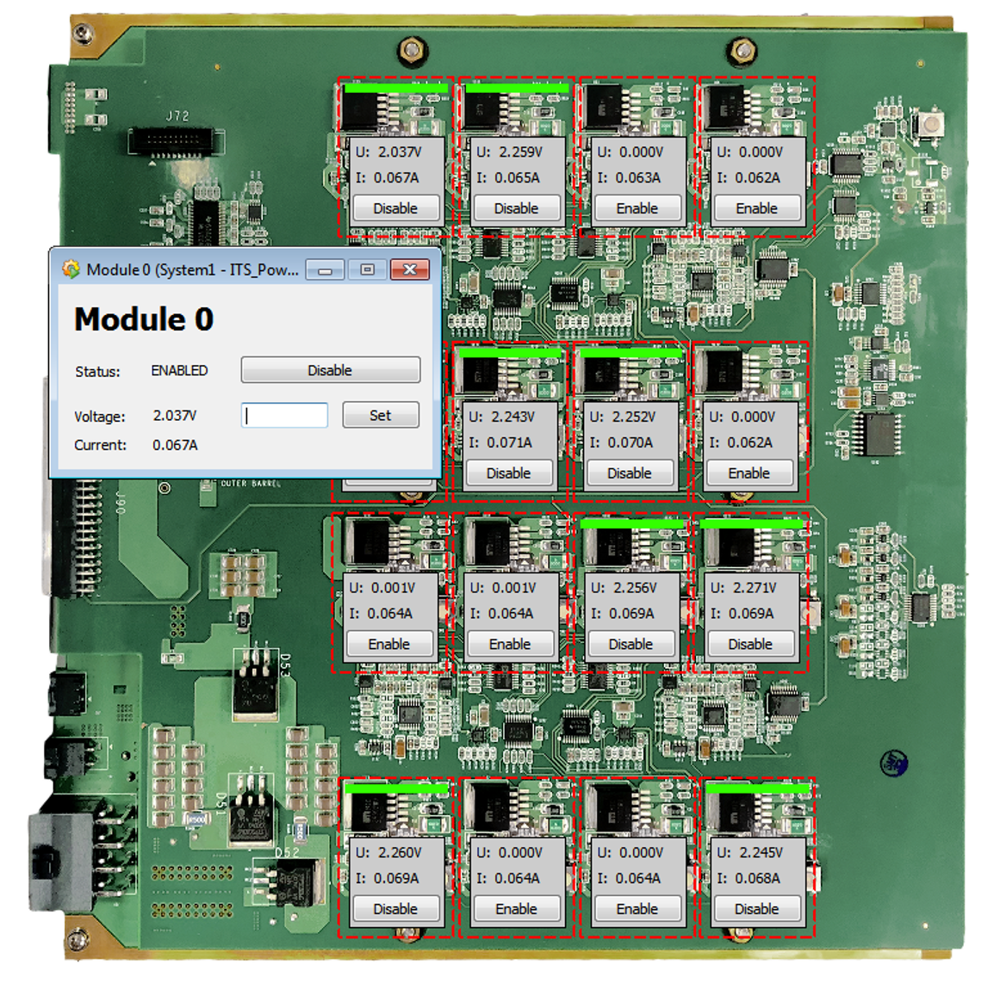 J72
U: 2.037V
I: 0.067A
Disable
U: 2.259V
I: 0.065A
Disable
U: 0.000V
I: 0.063A
Enable
U: 0.000V
I: 0.062A
Enable
Module 0 (System1 - ITS_Pow...
Module 0
Status: ENABLED Disable
Voltage: 2.037V Set
Current: 0.067A
U: 2.243V
I: 0.071A
Disable
U: 2.252V
I: 0.070A
Disable
U: 0.000V
I: 0.062A
Enable
OUTER BARREL
J90
U: 0.001V
I: 0.064A
Enable
U: 0.001V
I: 0.064A
Enable
U: 2.256V
I: 0.069A
Disable
U: 2.271V
I: 0.069A
Disable
D53
D51
D52
U: 2.260V
I: 0.069A
Disable
U: 0.000V
I: 0.064A
Enable
U: 0.000V
I: 0.064A
Enable
U: 2.245V
I: 0.068A
Disable